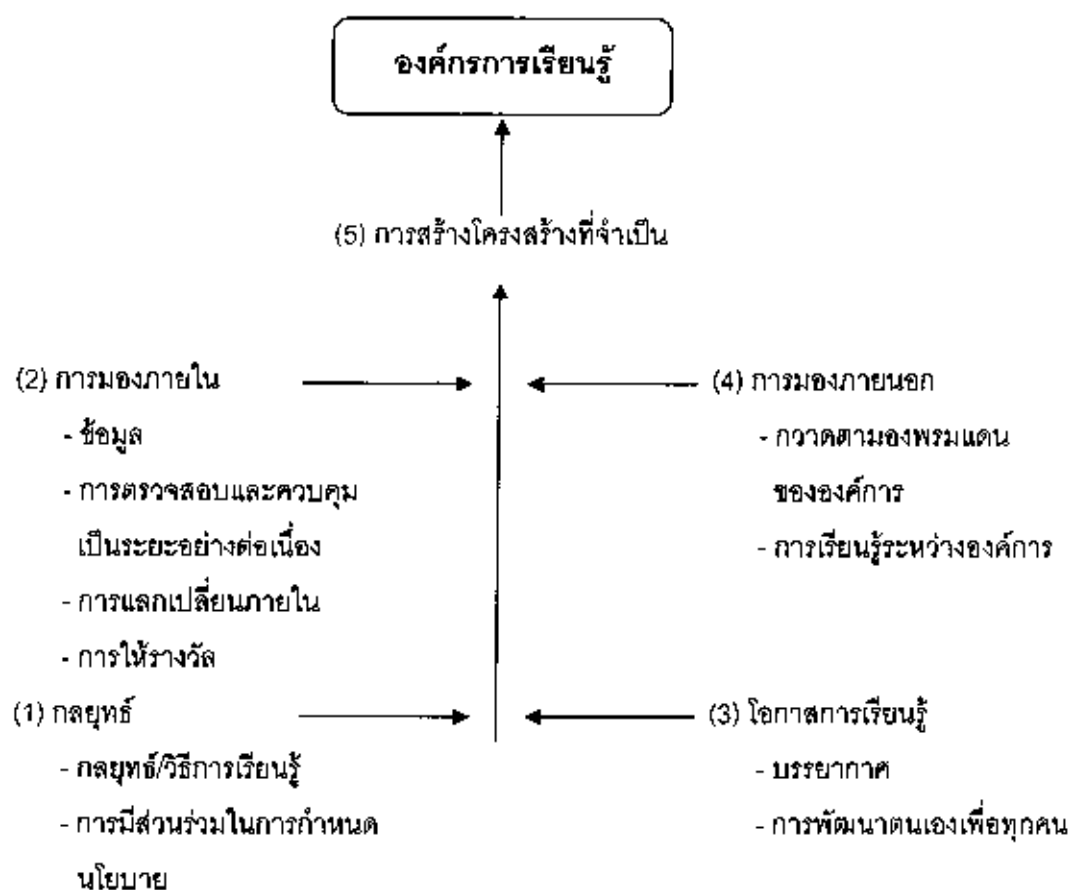 องค์กรการเรียนรู้
(5) การสร้างโครงสร้างที่จำเป็น
(2) การมองภายใน
- ข้อมูล
- การตรวจสอบและควบคุม
เป็นระยะอย่างต่อเนื่อง
- การแลกเปลี่ยนภายใน
- การให้รางวัล
(4) การมองภายนอก
- กวาดตามองพรมแดน
ขององค์การ
- การเรียนรู้ระหว่างองค์การ
(1) กลยุทธ์
- กลยุทธ์/วิธีการเรียนรู้
- การมีส่วนร่วมในการกำหนด
นโยบาย
(3) โอกาสการเรียนรู้
- บรรยากาศ
- การพัฒนาตนเองเพื่อทุกคน